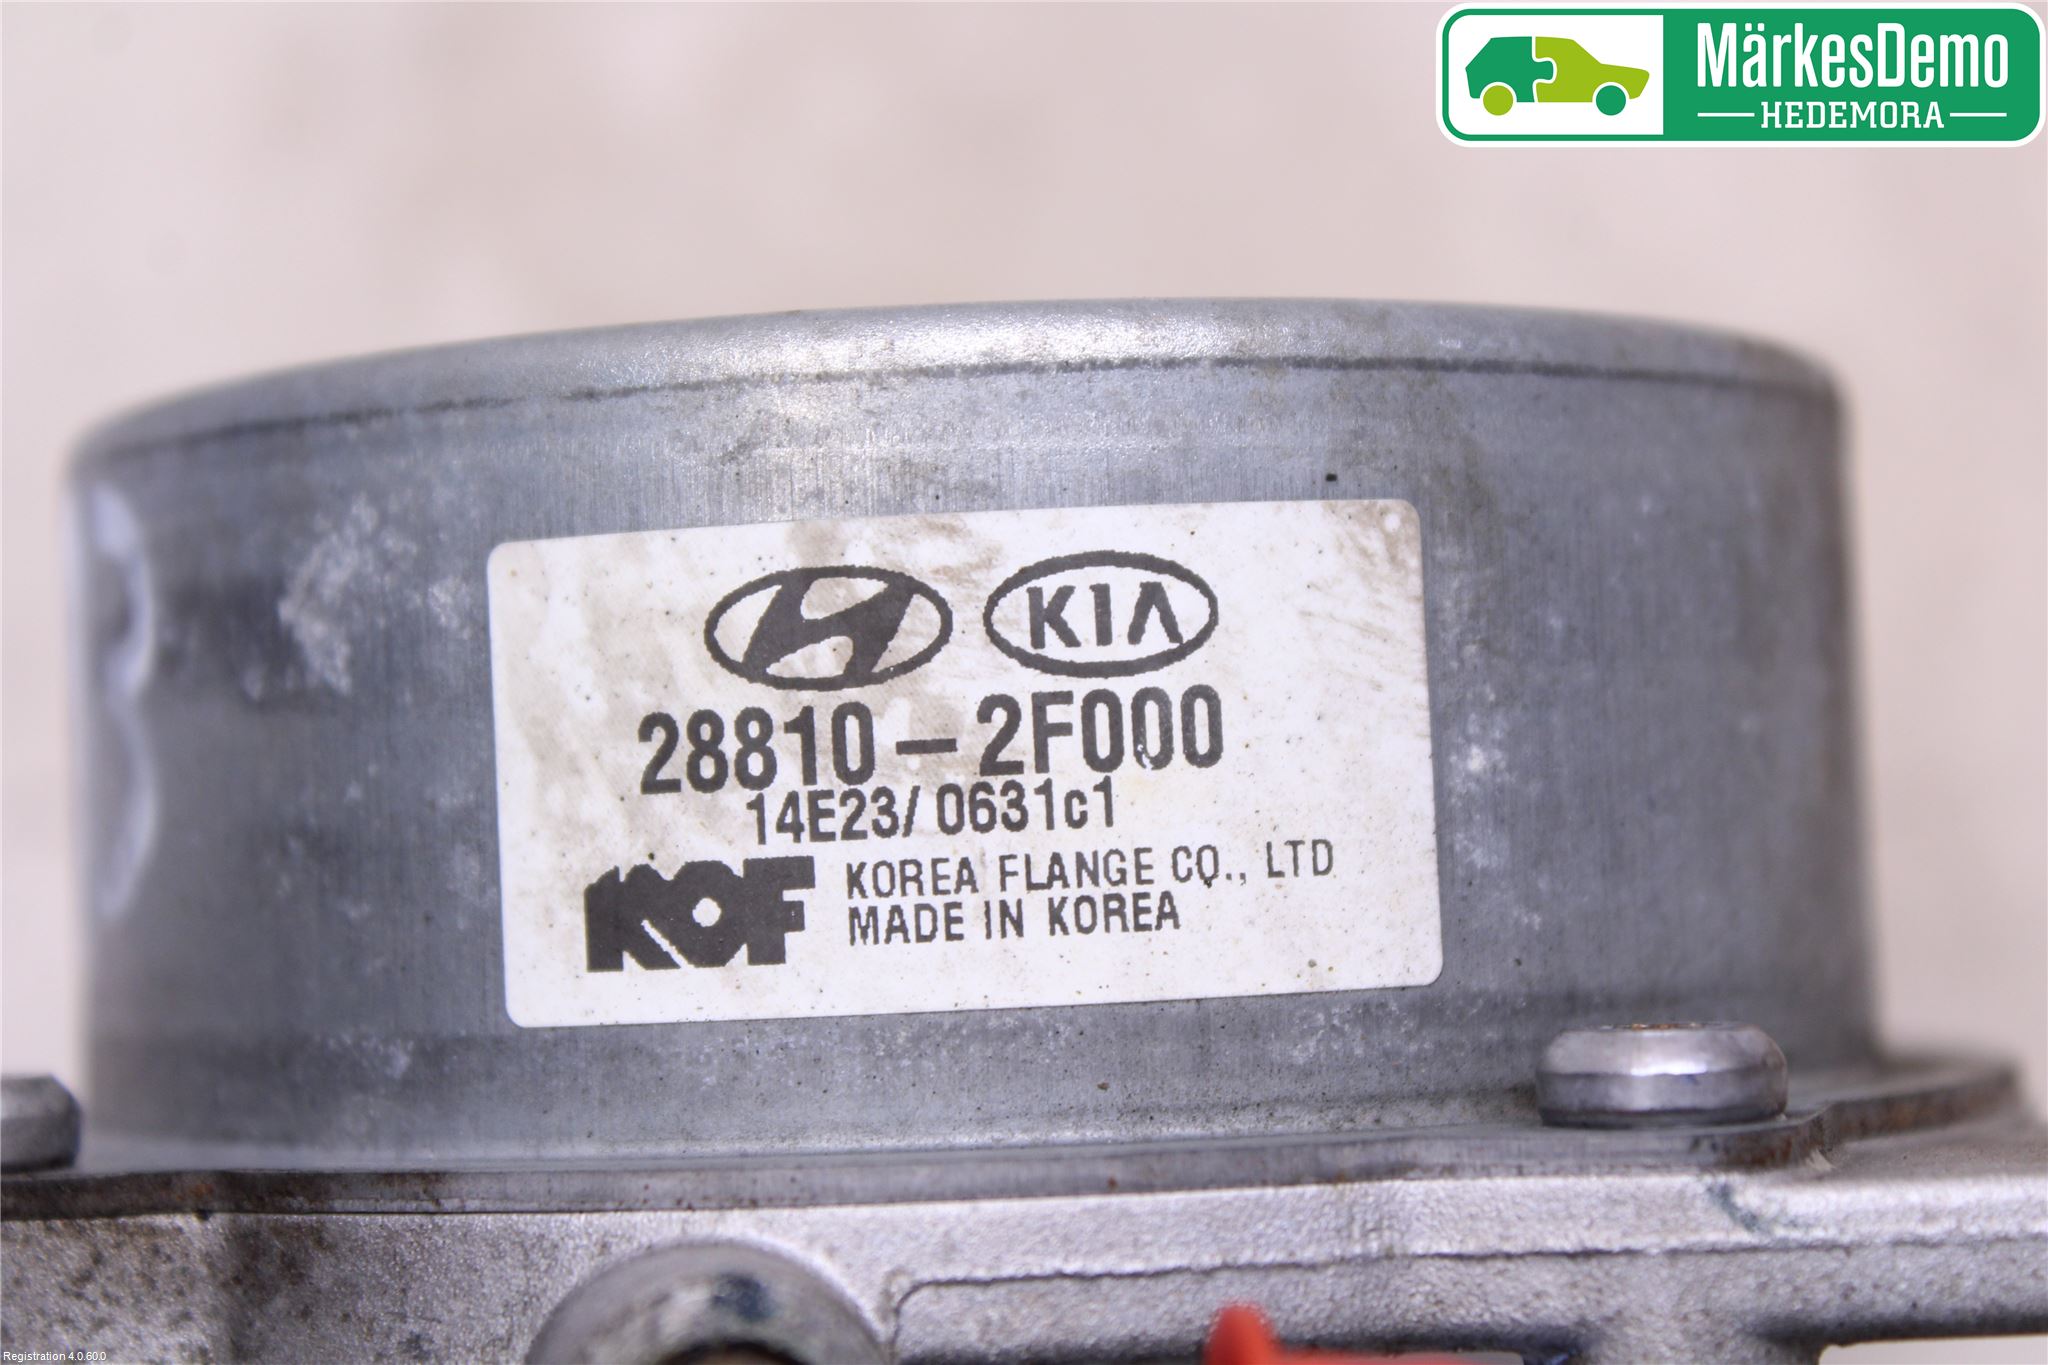 MärkesDemo
HEDEMORA
KIA
28810-2F000
14E23/0631c1
KOF KOREA FLANGE CO., LTD
MADE IN KOREA
Registration 4.0.60.0